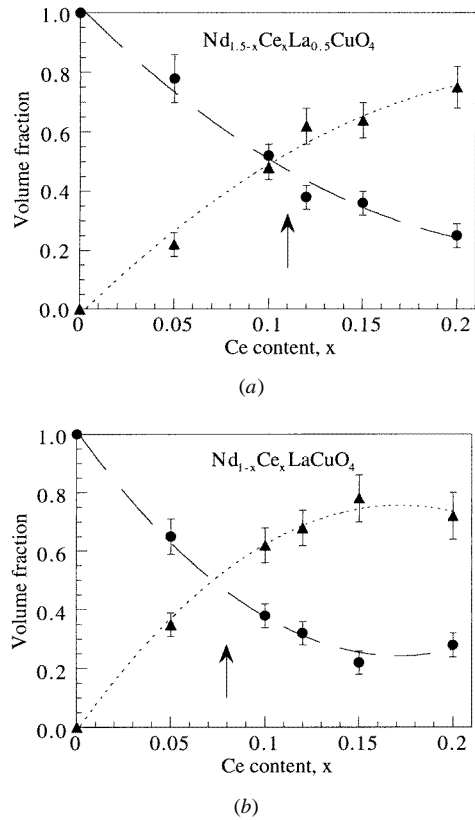 Nd₁.₅₋ₓCeₓLa₀.₅CuO₄
1.0
0.8
0.6
0.4
0.2
0.0
Volume fraction
0 0.05 0.1 0.15 0.2
Ce content, x
(a)
Nd₁₋ₓCeₓLaCuO₄
1.0
0.8
0.6
0.4
0.2
0.0
Volume fraction
0 0.05 0.1 0.15 0.2
Ce content, x
(b)